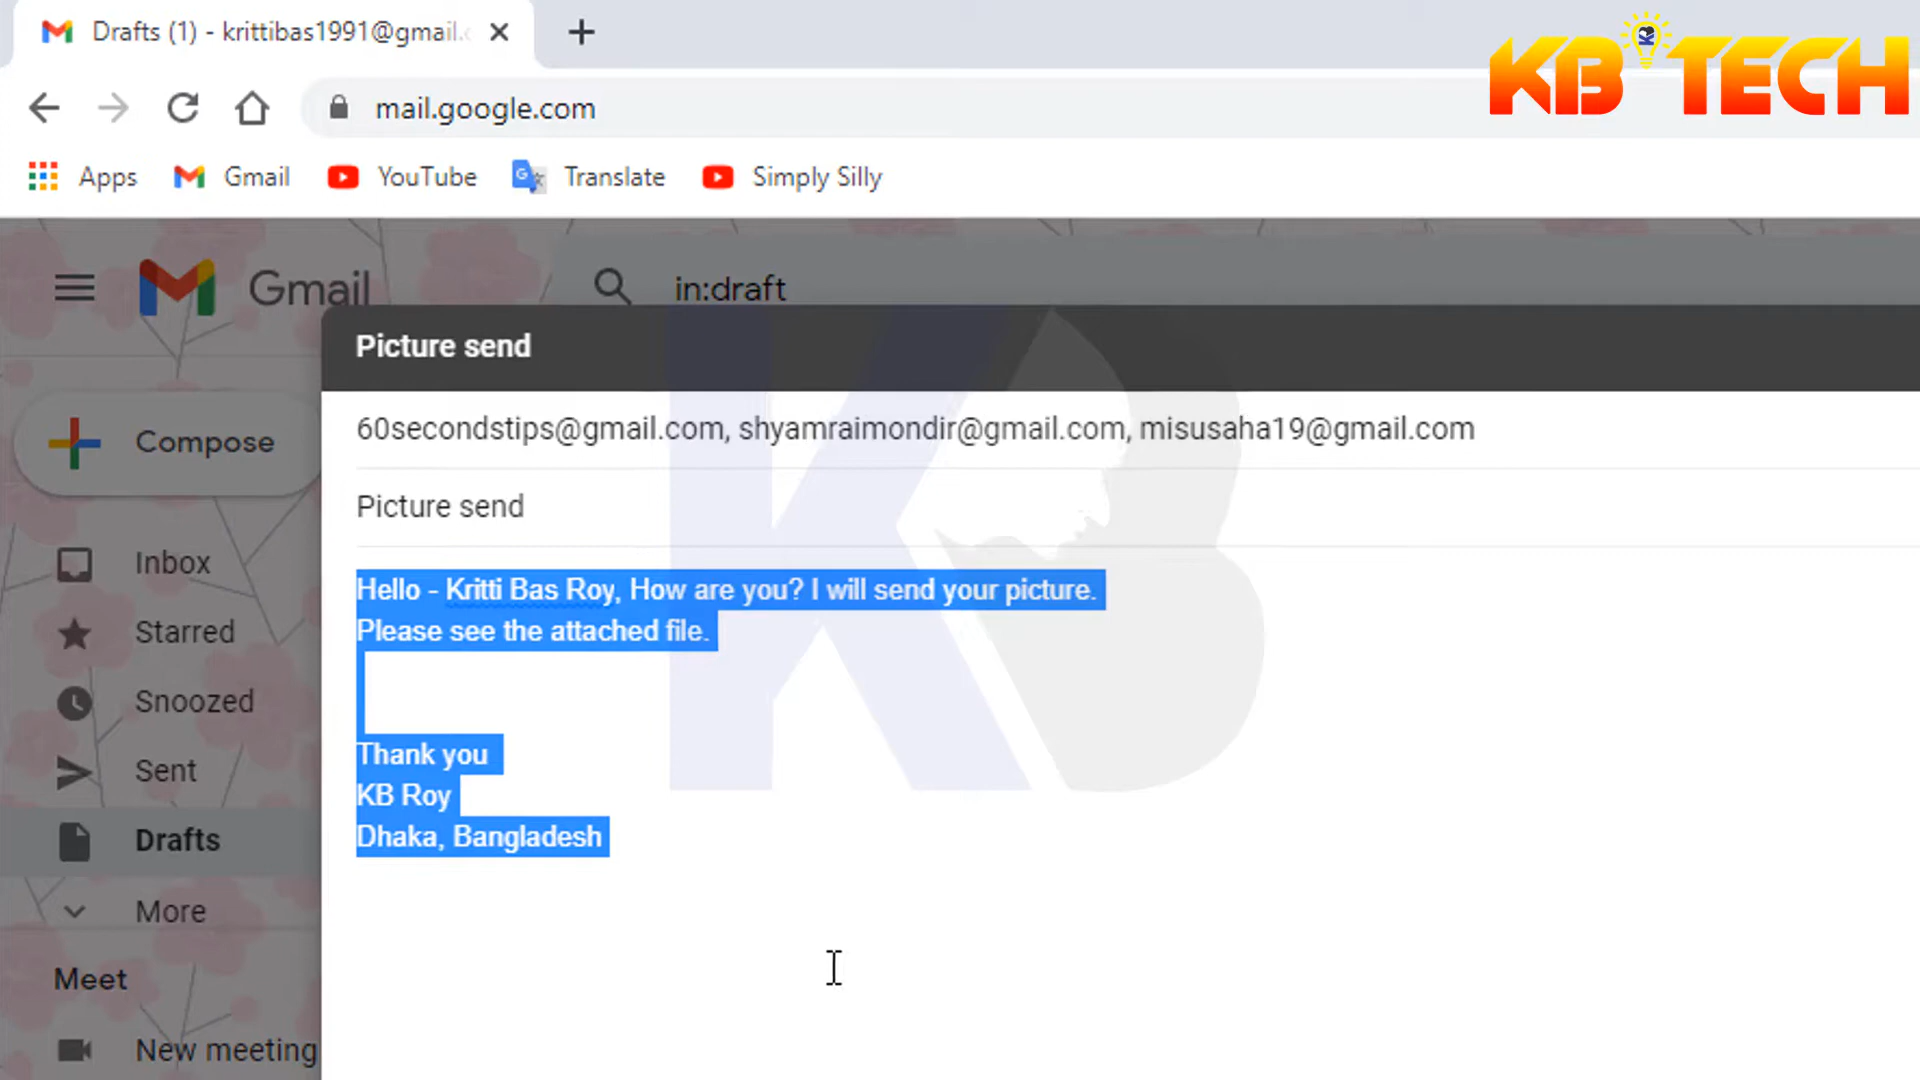 Drafts (1) - krittibas1991@gmail.c
KB TECH
mail.google.com
Apps Gmail YouTube Translate Simply Silly
Gmail
in:draft
Picture send
Compose
60secondstips@gmail.com, shyamraimondir@gmail.com, misusaha19@gmail.com
Picture send
Inbox
Starred
Snoozed
Sent
Drafts
More
Meet
New meeting
Hello - Kritti Bas Roy, How are you? I will send your picture.
Please see the attached file.
Thank you
KB Roy
Dhaka, Bangladesh
KB